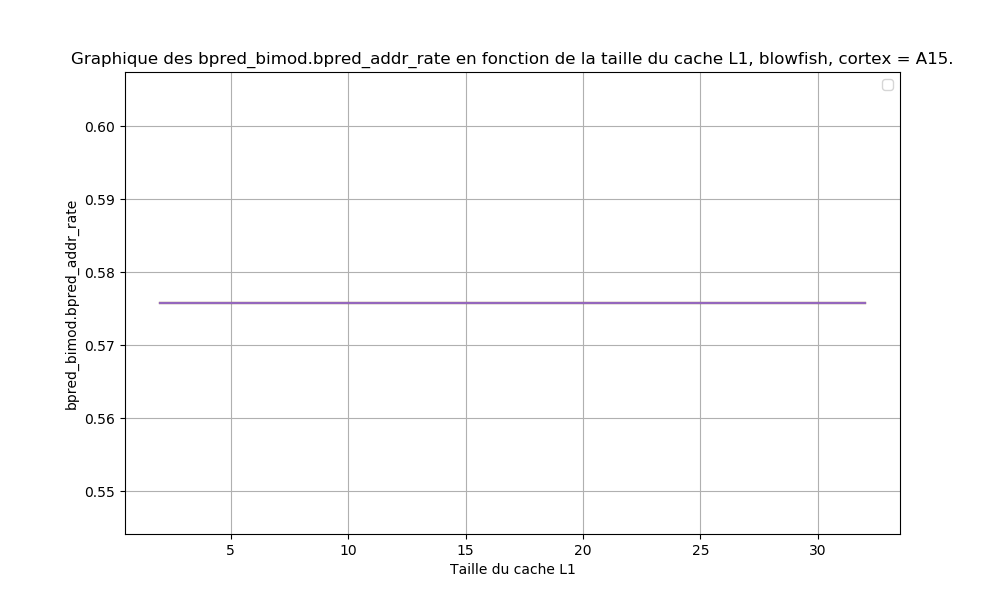 Graphique des bpred_bimod.bpred_addr_rate en fonction de la taille du cache L1, blowfish, cortex = A15.
bpred_bimod.bpred_addr_rate
0.60
0.59
0.58
0.57
0.56
0.55
5 10 15 20 25 30
Taille du cache L1